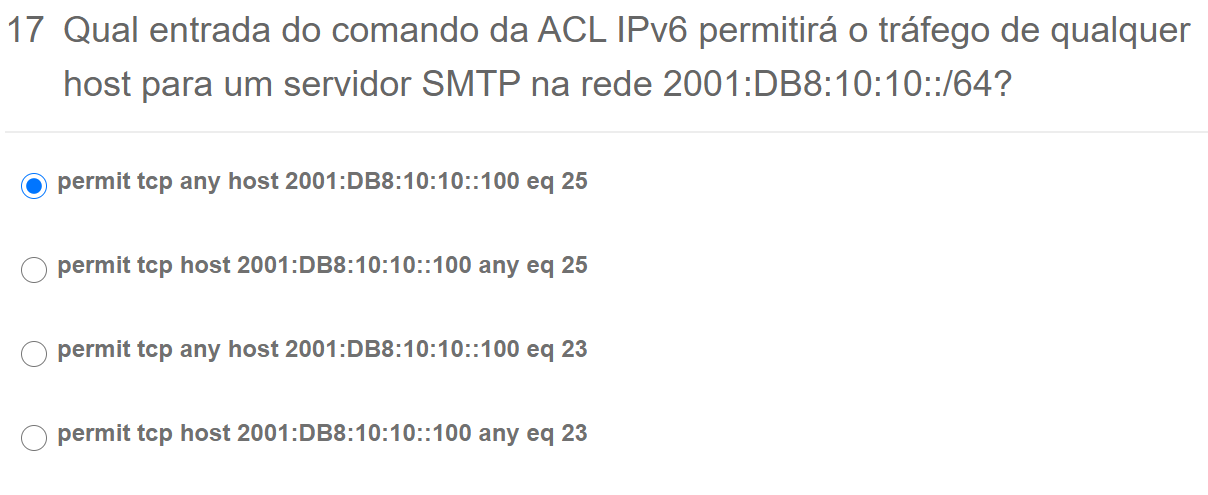 17 Qual entrada do comando da ACL IPv6 permitirá o tráfego de qualquer
host para um servidor SMTP na rede 2001:DB8:10:10::/64?
permit tcp any host 2001:DB8:10:10::100 eq 25
permit tcp host 2001:DB8:10:10::100 any eq 25
permit tcp any host 2001:DB8:10:10::100 eq 23
permit tcp host 2001:DB8:10:10::100 any eq 23